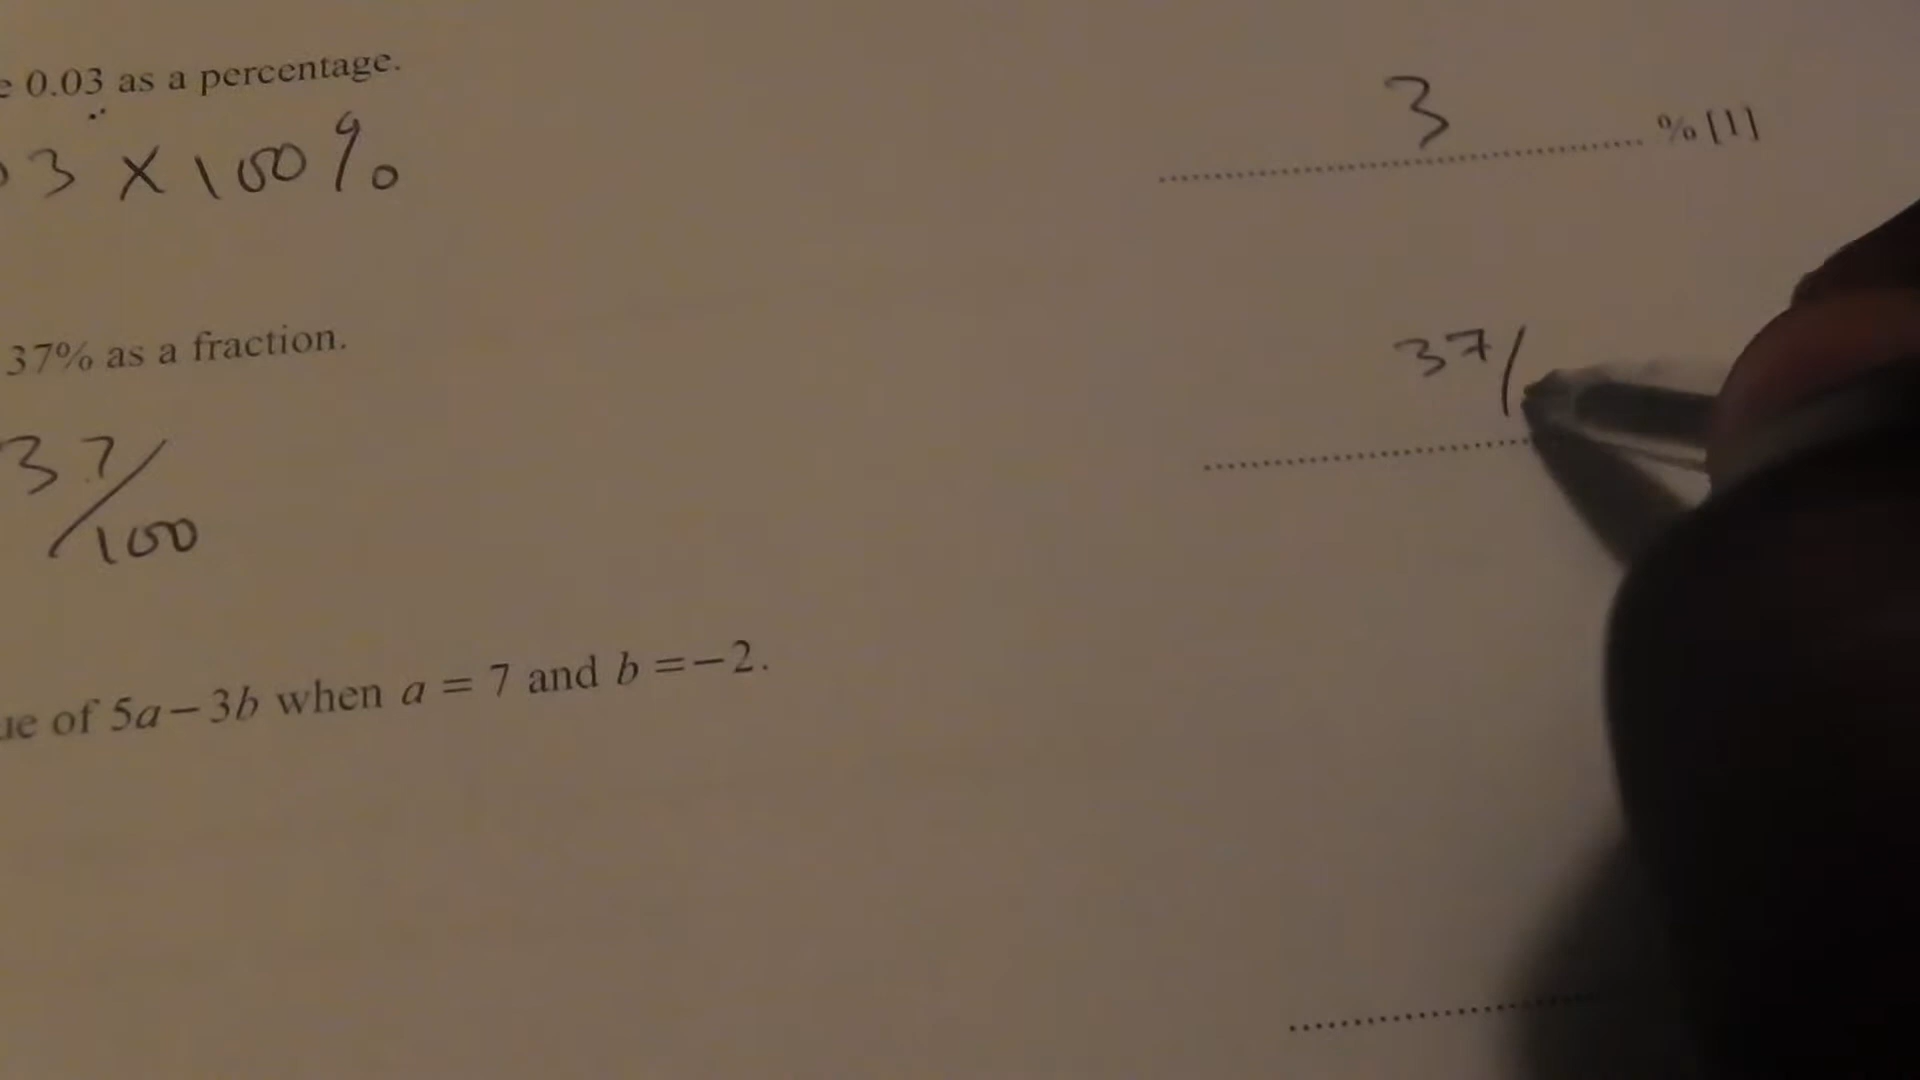 0.03 as a percentage.
3 x 100%
3 % [1]
37% as a fraction.
37/
37/100
of 5a – 3b when a = 7 and b = –2.